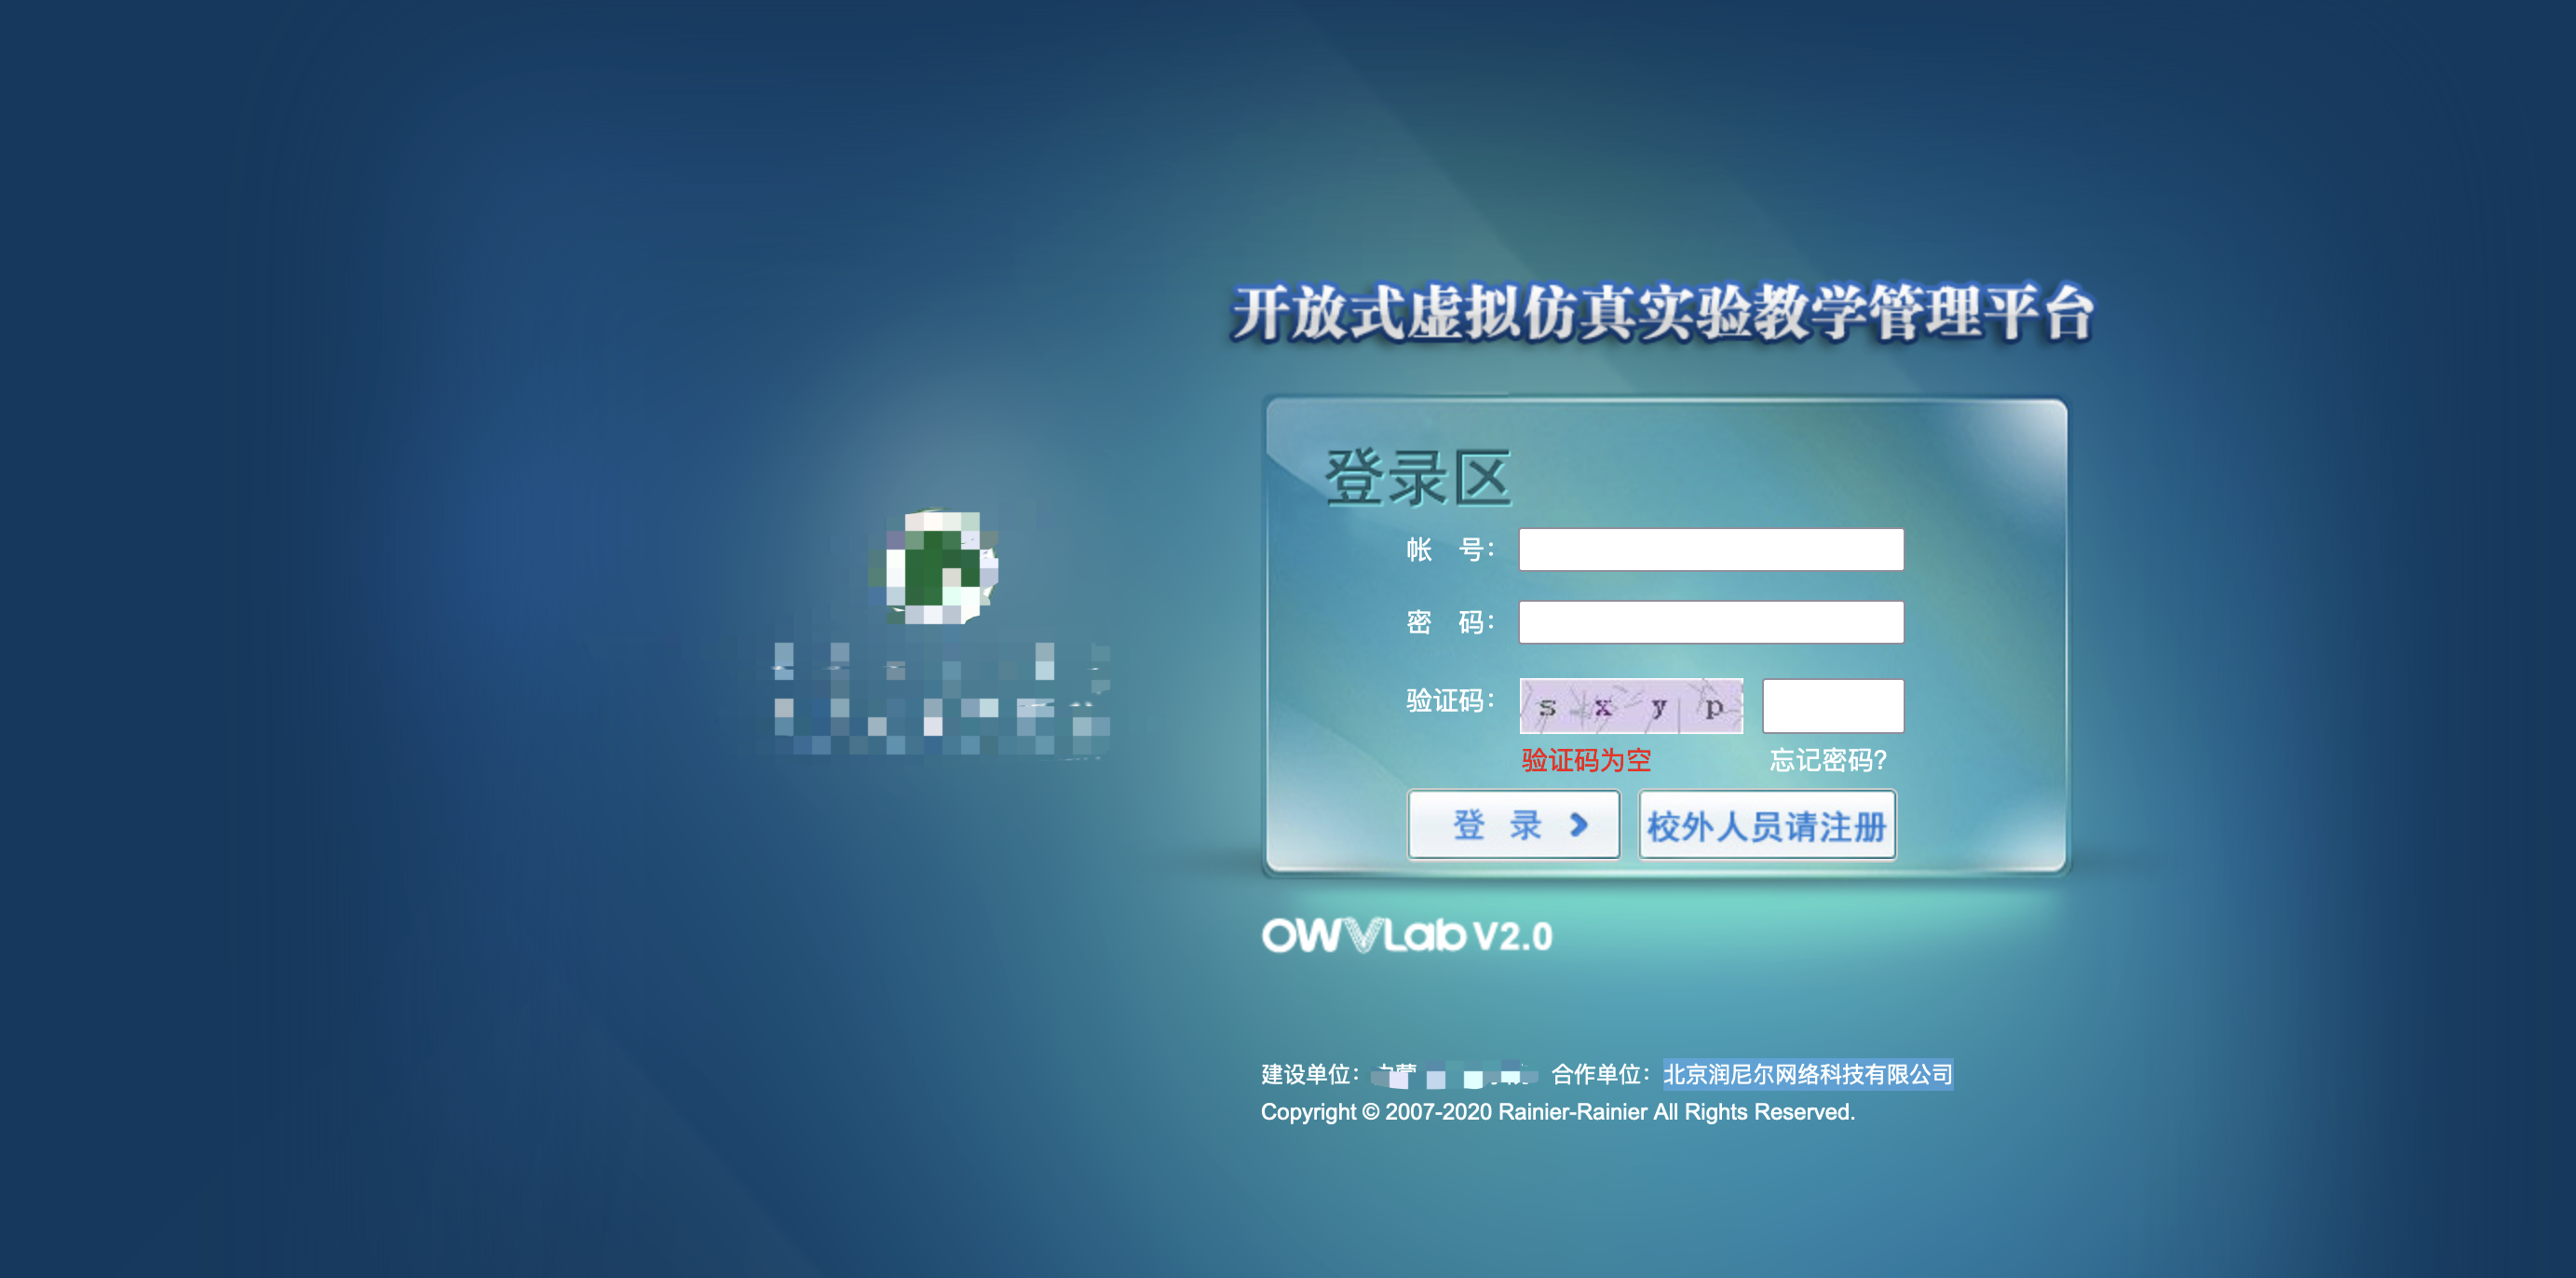 开放式虚拟仿真实验教学管理平台
登录区
帐 号：
密 码：
验证码： s x y p
验证码为空 忘记密码?
登 录 校外人员请注册
OWVLab V2.0
建设单位： 合作单位：北京润尼尔网络科技有限公司
Copyright © 2007-2020 Rainier-Rainier All Rights Reserved.